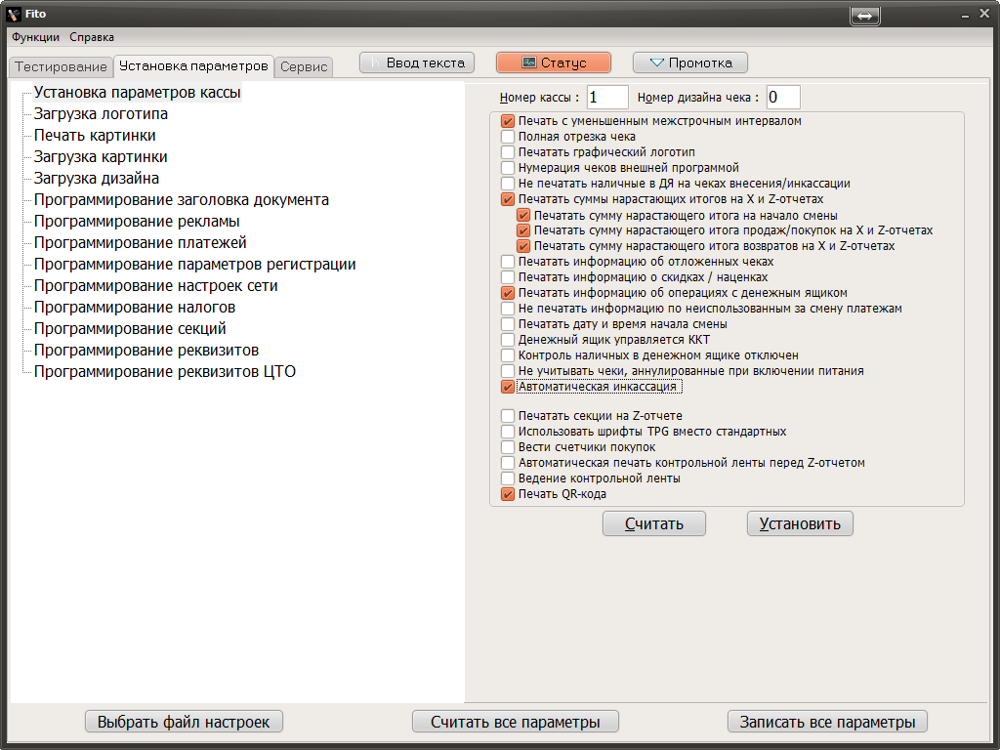 Fito
Функции Справка
Тестирование Установка параметров Сервис Ввод текста Статус Промотка
Установка параметров кассы
Загрузка логотипа
Печать картинки
Загрузка картинки
Загрузка дизайна
Программирование заголовка документа
Программирование рекламы
Программирование платежей
Программирование параметров регистрации
Программирование настроек сети
Программирование налогов
Программирование секций
Программирование реквизитов
Программирование реквизитов ЦТО
Номер кассы : 1 Номер дизайна чека : 0
Печать с уменьшенным межстрочным интервалом
Полная отрезка чека
Печатать графический логотип
Нумерация чеков внешней программой
Не печатать наличные в ДЯ на чеках внесения/инкассации
Печатать суммы нарастающих итогов на X и Z-отчетах
Печатать сумму нарастающего итога на начало смены
Печатать сумму нарастающего итога продаж/покупок на X и Z-отчетах
Печатать сумму нарастающего итога возвратов на X и Z-отчетах
Печатать информацию об отложенных чеках
Печатать информацию о скидках / наценках
Печатать информацию об операциях с денежным ящиком
Не печатать информацию по неиспользованным за смену платежам
Печатать дату и время начала смены
Денежный ящик управляется ККТ
Контроль наличных в денежном ящике отключен
Не учитывать чеки, аннулированные при включении питания
Автоматическая инкассация
Печатать секции на Z-отчете
Использовать шрифты TPG вместо стандартных
Вести счетчики покупок
Автоматическая печать контрольной ленты перед Z-отчетом
Ведение контрольной ленты
Печать QR-кода
Считать Установить
Выбрать файл настроек Считать все параметры Записать все параметры